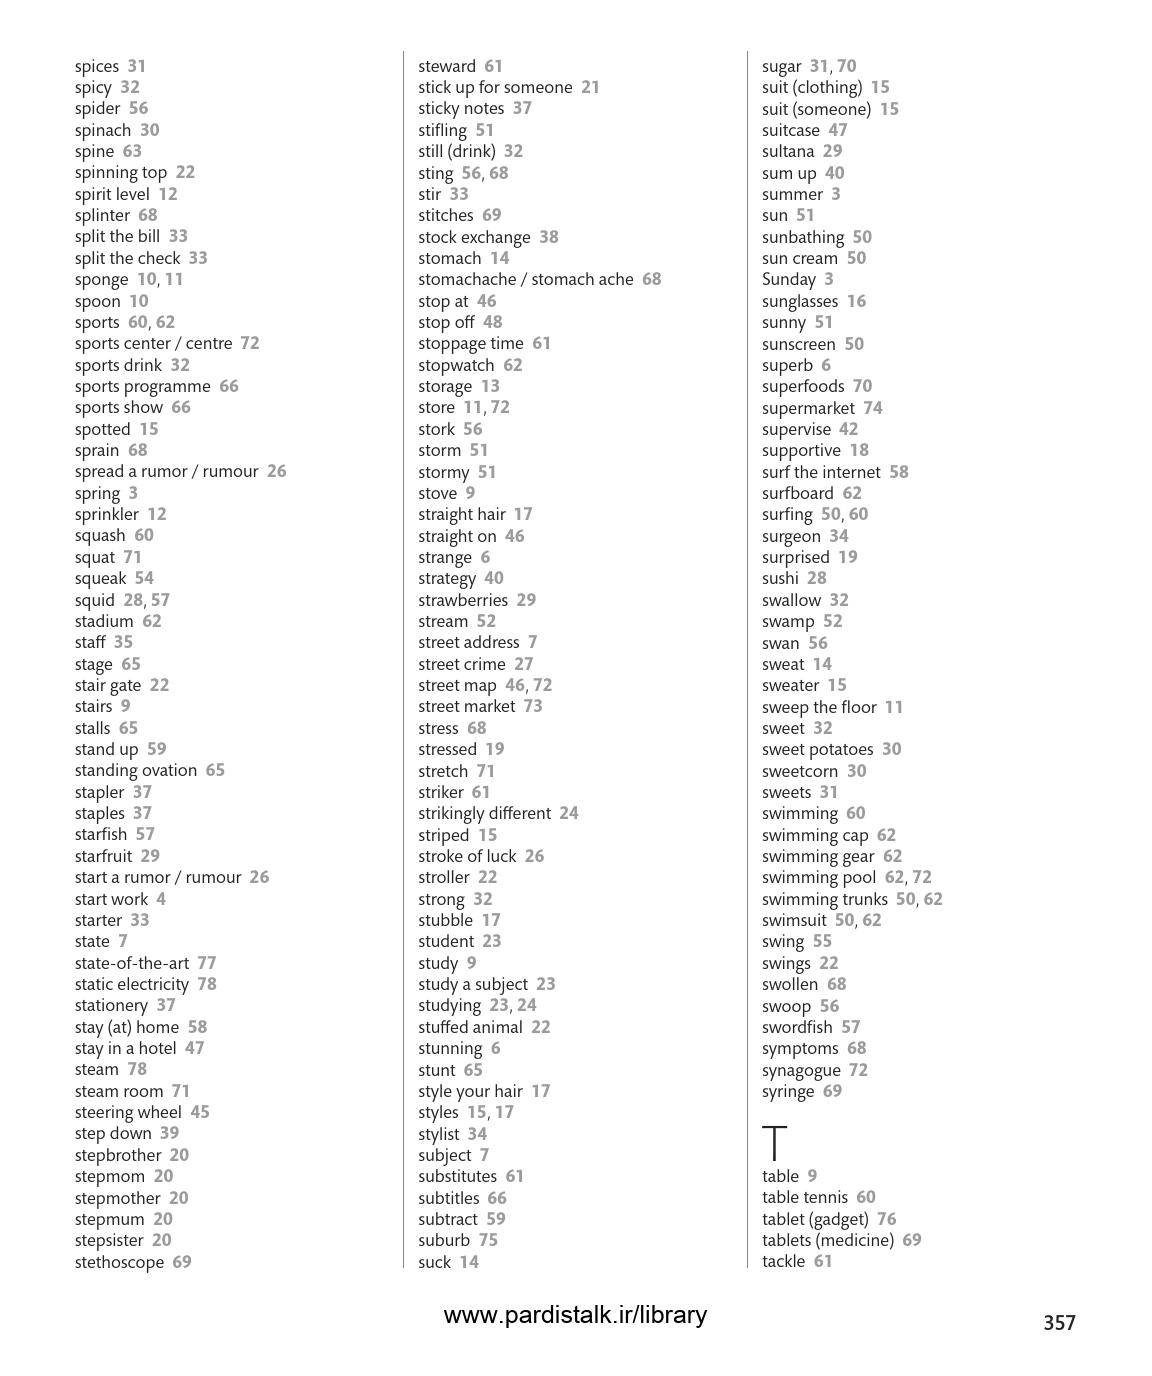 spices 31
spicy 32
spider 56
spinach 30
spine 63
spinning top 22
spirit level 12
splinter 68
split the bill 33
split the check 33
sponge 10, 11
spoon 10
sports 60, 62
sports center / centre 72
sports drink 32
sports programme 66
sports show 66
spotted 15
sprain 68
spread a rumor / rumour 26
spring 3
sprinkler 12
squash 60
squat 71
squeak 54
squid 28, 57
stadium 62
staff 35
stage 65
stair gate 22
stairs 9
stalls 65
stand up 59
standing ovation 65
stapler 37
staples 37
starfish 57
starfruit 29
start a rumor / rumour 26
start work 4
starter 33
state 7
state-of-the-art 77
static electricity 78
stationery 37
stay (at) home 58
stay in a hotel 47
steam 78
steam room 71
steering wheel 45
step down 39
stepbrother 20
stepmom 20
stepmother 20
stepmum 20
stepsister 20
stethoscope 69
steward 61
stick up for someone 21
sticky notes 37
stifling 51
still (drink) 32
sting 56, 68
stir 33
stitches 69
stock exchange 38
stomach 14
stomachache / stomach ache 68
stop at 46
stop off 48
stoppage time 61
stopwatch 62
storage 13
store 11, 72
stork 56
storm 51
stormy 51
stove 9
straight hair 17
straight on 46
strange 6
strategy 40
strawberries 29
stream 52
street address 7
street crime 27
street map 46, 72
street market 73
stress 68
stressed 19
stretch 71
striker 61
strikingly different 24
striped 15
stroke of luck 26
stroller 22
strong 32
stubble 17
student 23
study 9
study a subject 23
studying 23, 24
stuffed animal 22
stunning 6
stunt 65
style your hair 17
styles 15, 17
stylist 34
subject 7
substitutes 61
subtitles 66
subtract 59
suburb 75
suck 14
sugar 31, 70
suit (clothing) 15
suit (someone) 15
suitcase 47
sultana 29
sum up 40
summer 3
sun 51
sunbathing 50
sun cream 50
Sunday 3
sunglasses 16
sunny 51
sunscreen 50
superb 6
superfoods 70
supermarket 74
supervise 42
supportive 18
surf the internet 58
surfboard 62
surfing 50, 60
surgeon 34
surprised 19
sushi 28
swallow 32
swamp 52
swan 56
sweat 14
sweater 15
sweep the floor 11
sweet 32
sweet potatoes 30
sweetcorn 30
sweets 31
swimming 60
swimming cap 62
swimming gear 62
swimming pool 62, 72
swimming trunks 50, 62
swimsuit 50, 62
swing 55
swings 22
swollen 68
swoop 56
swordfish 57
symptoms 68
synagogue 72
syringe 69
T
table 9
table tennis 60
tablet (gadget) 76
tablets (medicine) 69
tackle 61
www.pardistalk.ir/library
357